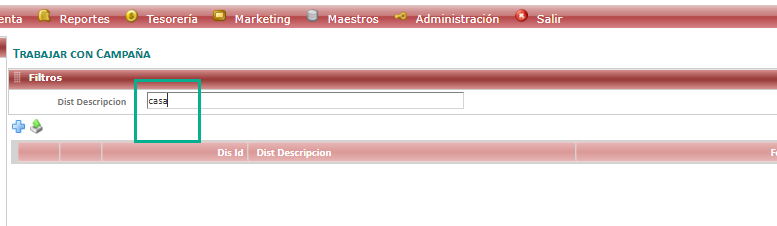 enta Reportes Tesorería Marketing Maestros Administración Salir
TRABAJAR CON CAMPAÑA
Filtros
Dist Descripcion casa
Dis Id Dist Descripcion